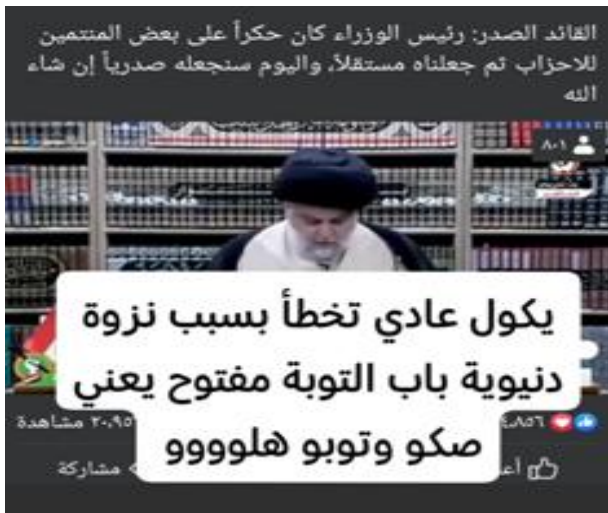 القائد الصدر: رئيس الوزراء كان حكراً على بعض المنتمين
للاحزاب ثم جعلناه مستقلاً، واليوم سنجعله صدرياً إن شاء
الله
٨٠١
يكول عادي تخطأ بسبب نزوة
دنيوية باب التوبة مفتوح يعني
صكو وتوبو هلوووو
مشاهدة
مشاركة